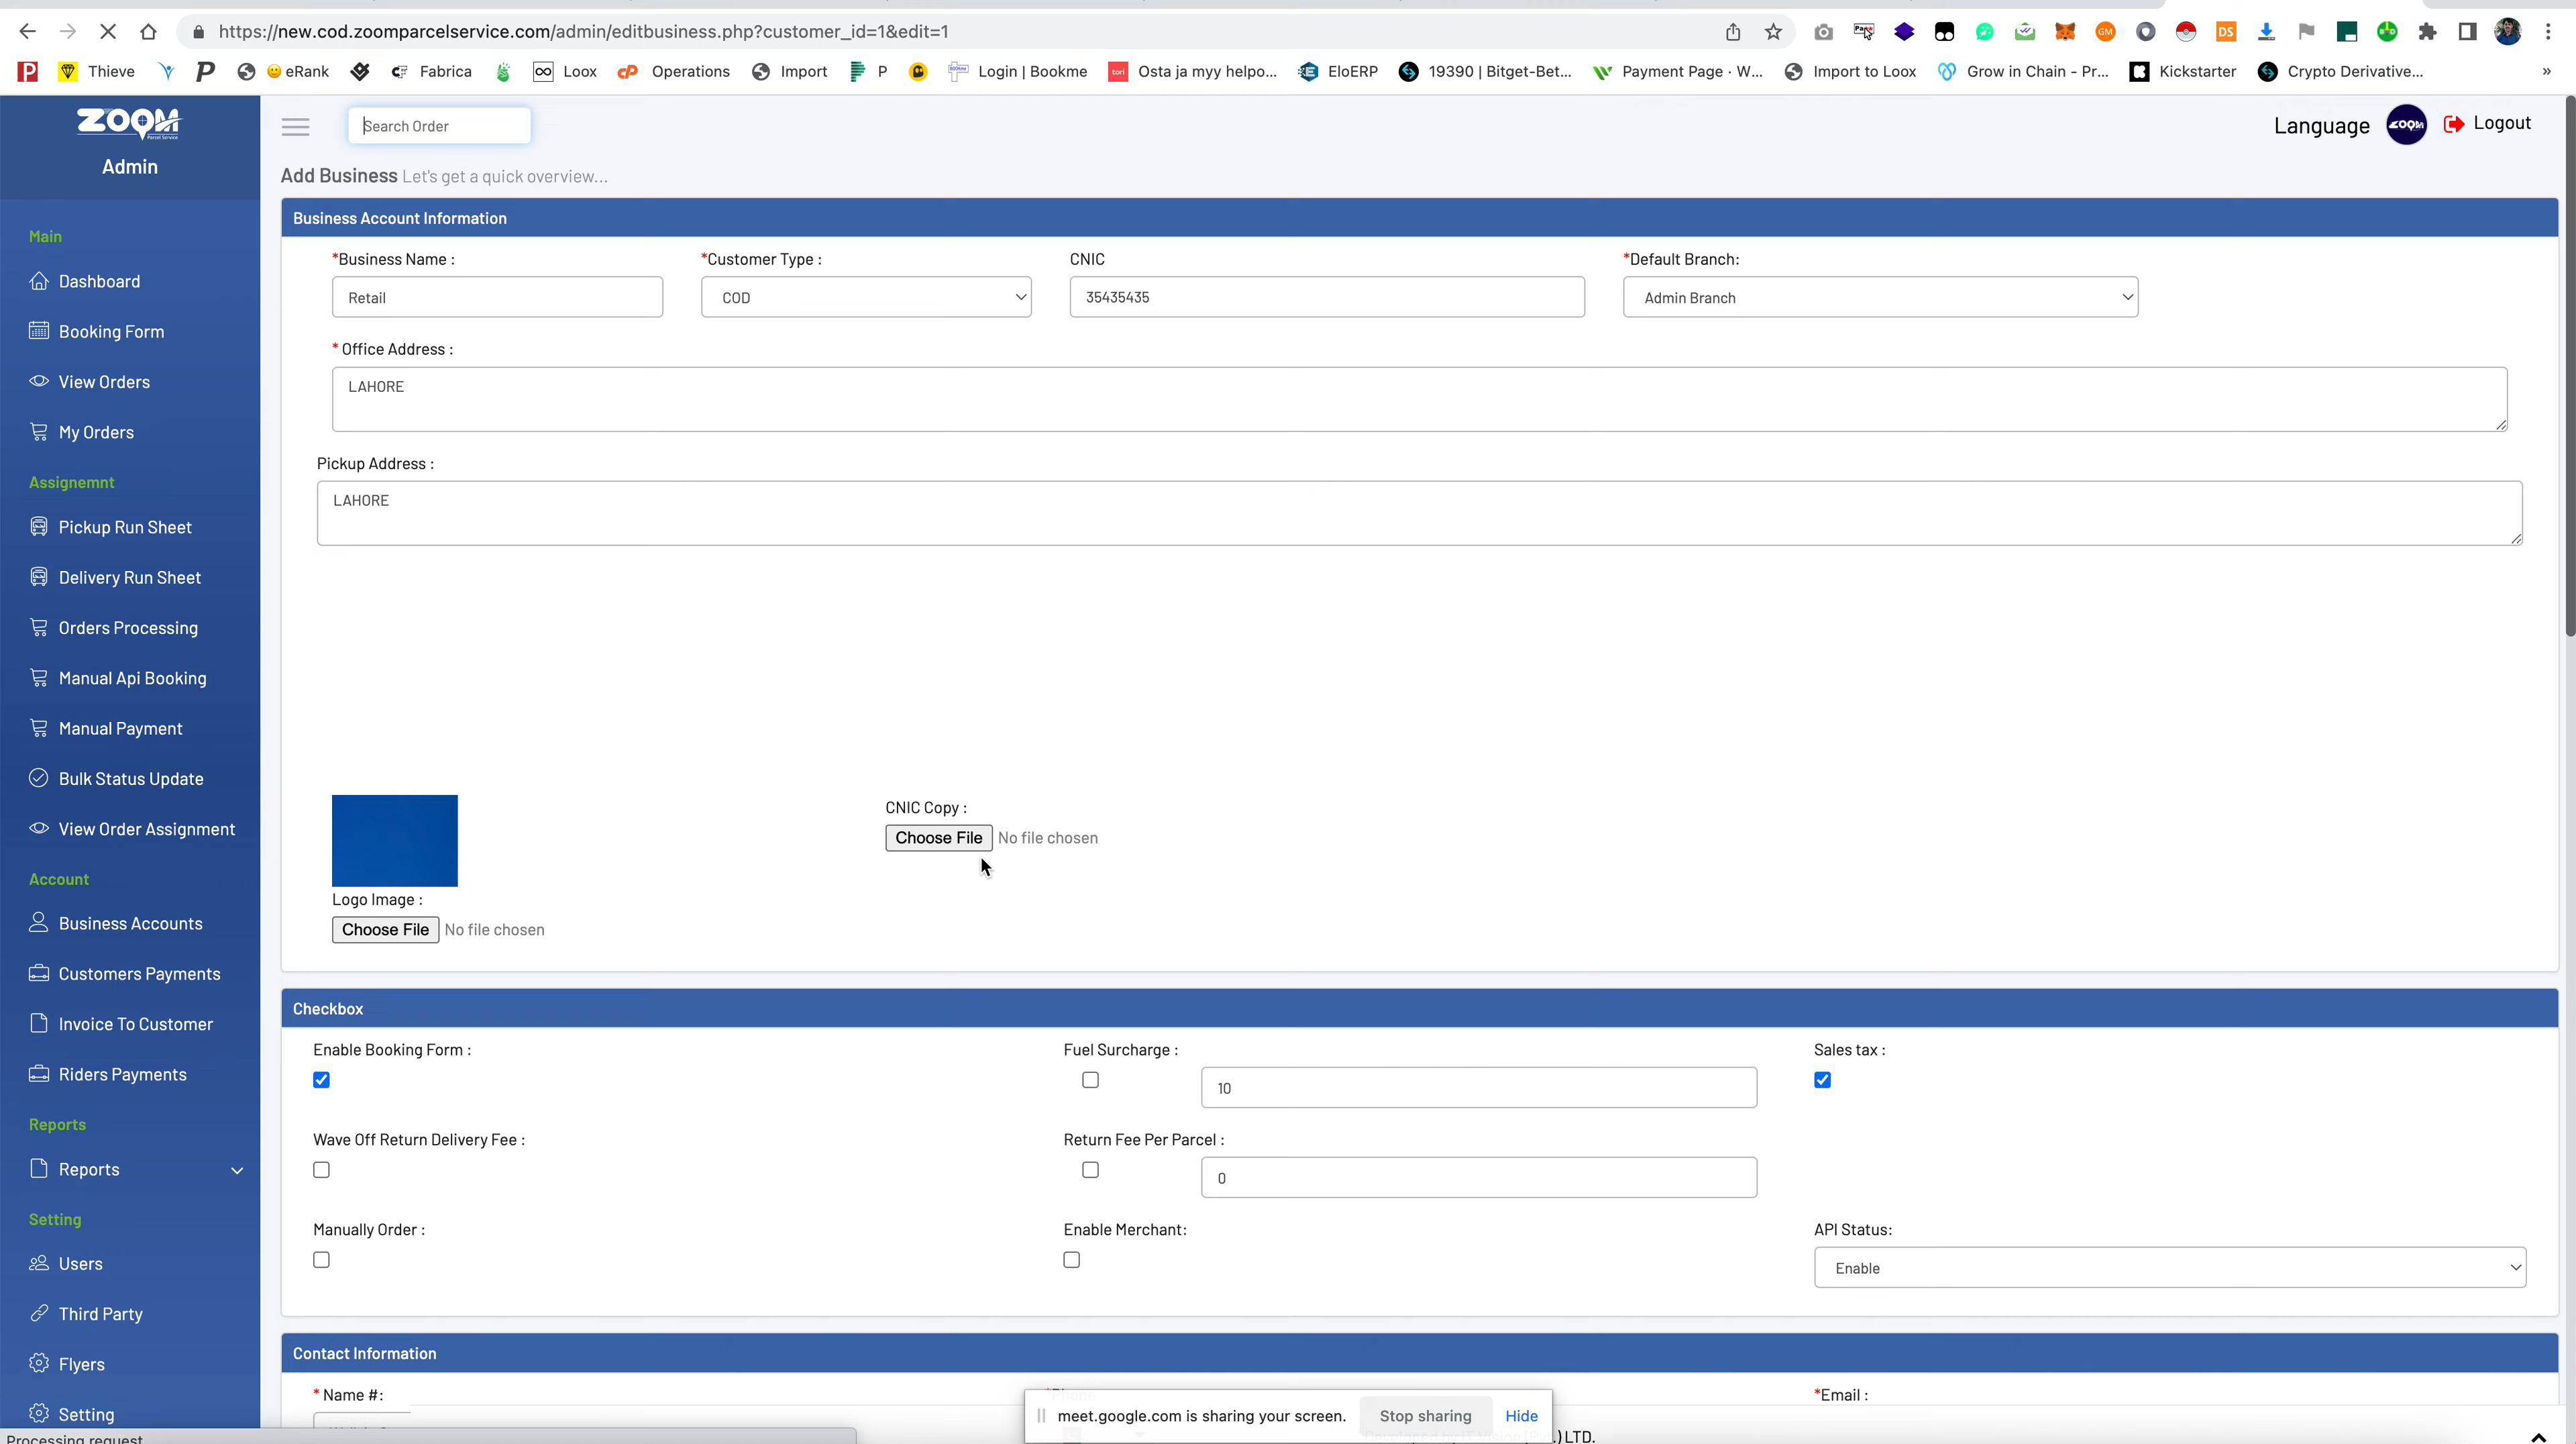 https://new.cod.zoomparcelservice.com/admin/editbusiness.php?customer_id=1&edit=1
Thieve
eRank
Fabrica
Loox
Operations
Import
P
Login | Bookme
Osta ja myy helpo...
EloERP
19390 | Bitget-Bet...
Payment Page · W...
Import to Loox
Grow in Chain - Pr...
Kickstarter
Crypto Derivative...
»
ZOOM
Parcel Service
Admin
Search Order
Language
ZOOM
Logout
Add Business Let's get a quick overview...
Main
Dashboard
Booking Form
View Orders
My Orders
Assignemnt
Pickup Run Sheet
Delivery Run Sheet
Orders Processing
Manual Api Booking
Manual Payment
Bulk Status Update
View Order Assignment
Account
Business Accounts
Customers Payments
Invoice To Customer
Riders Payments
Reports
Reports
Setting
Users
Third Party
Flyers
Setting
Processing request
Business Account Information
*Business Name :
Retail
*Customer Type :
COD
CNIC
35435435
*Default Branch:
Admin Branch
* Office Address :
LAHORE
Pickup Address :
LAHORE
CNIC Copy :
Choose File No file chosen
Logo Image :
Choose File No file chosen
Checkbox
Enable Booking Form :
Fuel Surcharge :
10
Sales tax :
Wave Off Return Delivery Fee :
Return Fee Per Parcel :
0
Manually Order :
Enable Merchant:
API Status:
Enable
Contact Information
* Name #:
*Phone
*Email :
meet.google.com is sharing your screen.
Stop sharing
Hide
) LTD.